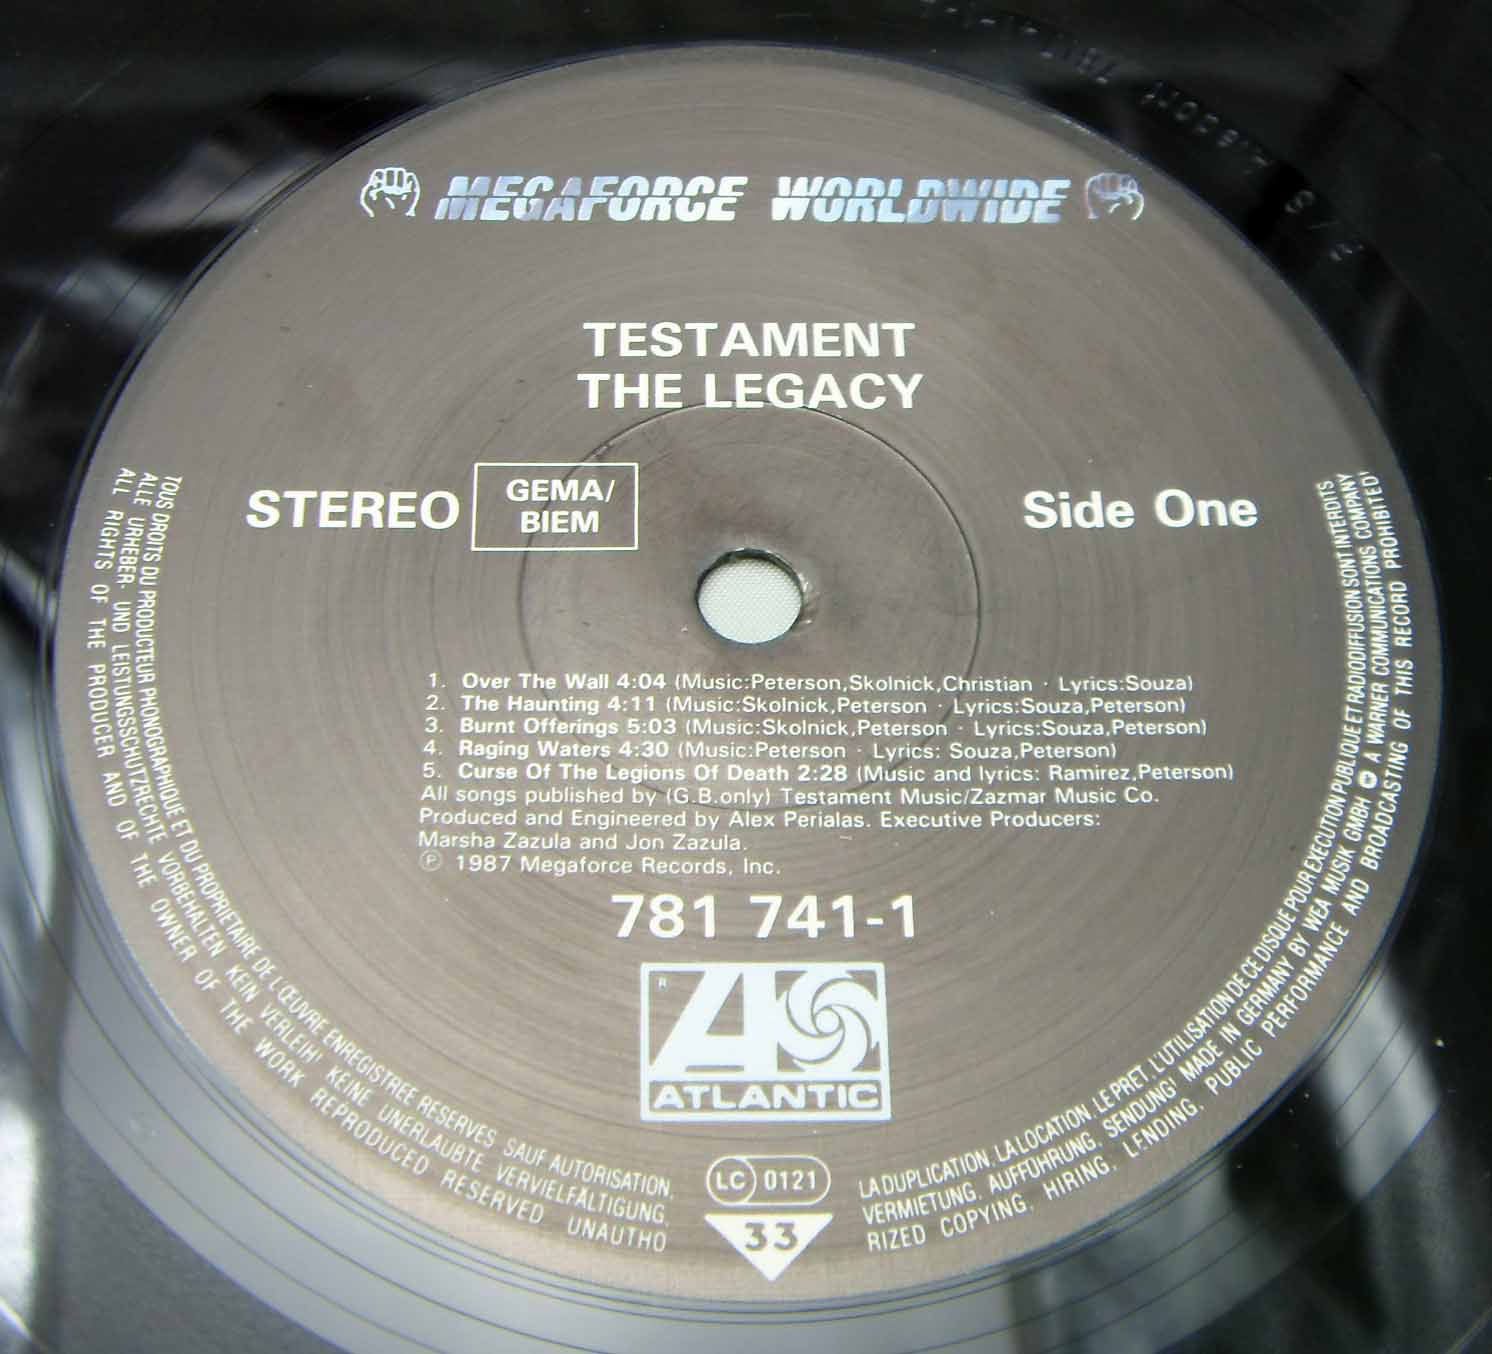 MEGAFORCE WORLDWIDE
TESTAMENT
THE LEGACY
STEREO
GEMA/
BIEM
Side One
1. Over The Wall 4:04 (Music:Peterson,Skolnick,Christian · Lyrics:Souza)
2. The Haunting 4:11 (Music:Skolnick,Peterson · Lyrics:Souza,Peterson)
3. Burnt Offerings 5:03 (Music:Skolnick,Peterson · Lyrics:Souza,Peterson)
4. Raging Waters 4:30 (Music:Peterson · Lyrics: Souza,Peterson)
5. Curse Of The Legions Of Death 2:28 (Music and lyrics: Ramirez,Peterson)
All songs published by (G.B.only) Testament Music/Zazmar Music Co.
Produced and Engineered by Alex Perialas. Executive Producers:
Marsha Zazula and Jon Zazula.
℗ 1987 Megaforce Records, Inc.
781 741-1
R
ATLANTIC
LC 0121
33
TOUS DROITS DU PRODUCTEUR PHONOGRAPHIQUE ET DU PROPRIETAIRE DE L'ŒUVRE ENREGISTREE RESERVES SAUF AUTORISATION, LA DUPLICATION, LA LOCATION, LE PRET, L'UTILISATION DE CE DISQUE POUR EXECUTION PUBLIQUE ET RADIODIFFUSION SONT INTERDITS
ALLE URHEBER- UND LEISTUNGSSCHUTZRECHTE VORBEHALTEN KEIN VERLEIH! KEINE UNERLAUBTE VERVIELFÄLTIGUNG, VERMIETUNG, AUFFÜHRUNG, SENDUNG! MADE IN GERMANY BY WEA MUSIK GMBH A WARNER COMMUNICATIONS COMPANY
ALL RIGHTS OF THE PRODUCER AND OF THE OWNER OF THE WORK REPRODUCED RESERVED UNAUTHORIZED COPYING, HIRING, LENDING, PUBLIC PERFORMANCE AND BROADCASTING OF THIS RECORD PROHIBITED!